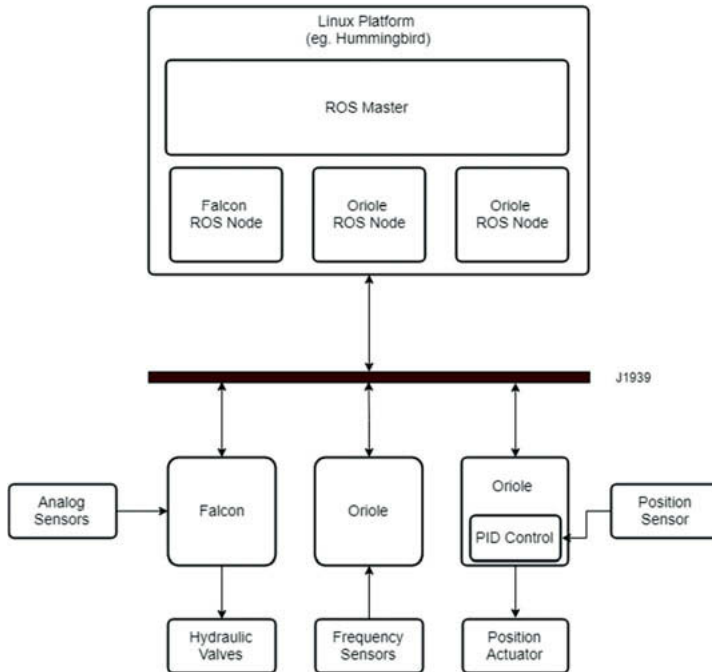 Linux Platform
(eg. Hummingbird)
ROS Master
Falcon
ROS Node
Oriole
ROS Node
Oriole
ROS Node
J1939
Analog
Sensors
Falcon
Oriole
Oriole
PID Control
Position
Sensor
Hydraulic
Valves
Frequency
Sensors
Position
Actuator